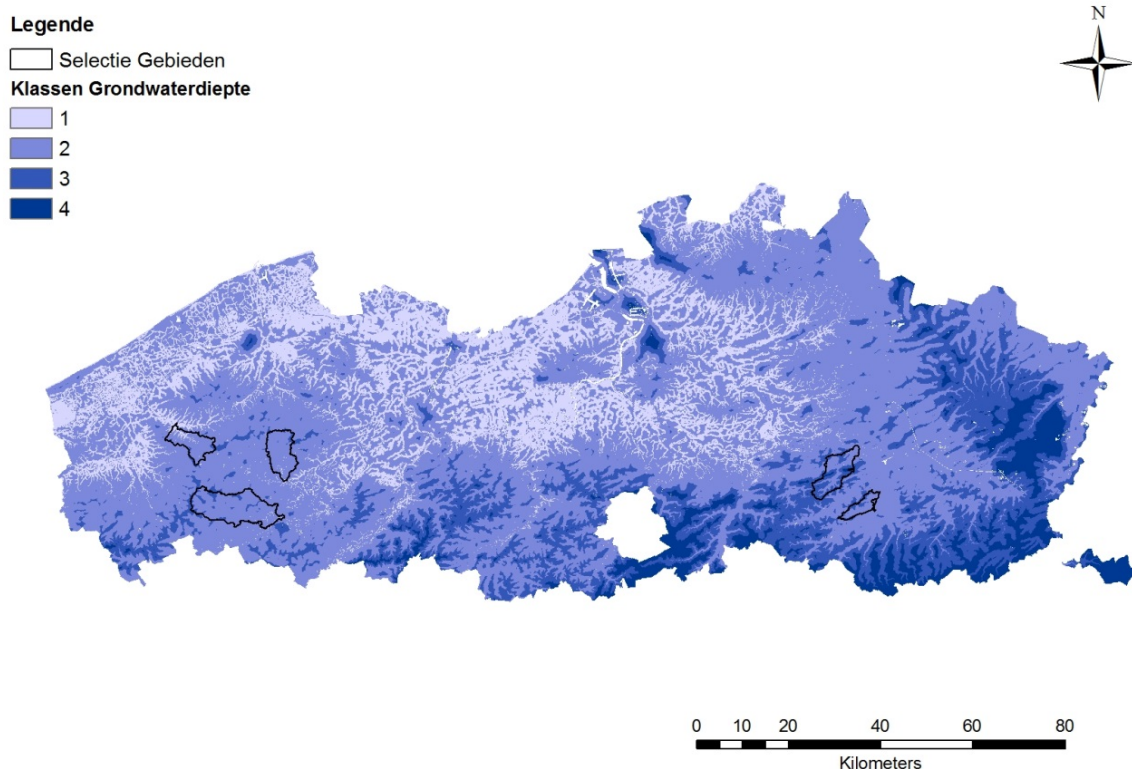 Legende
Selectie Gebieden
Klassen Grondwaterdiepte
1
2
3
4
N
0 10 20 40 60 80
Kilometers